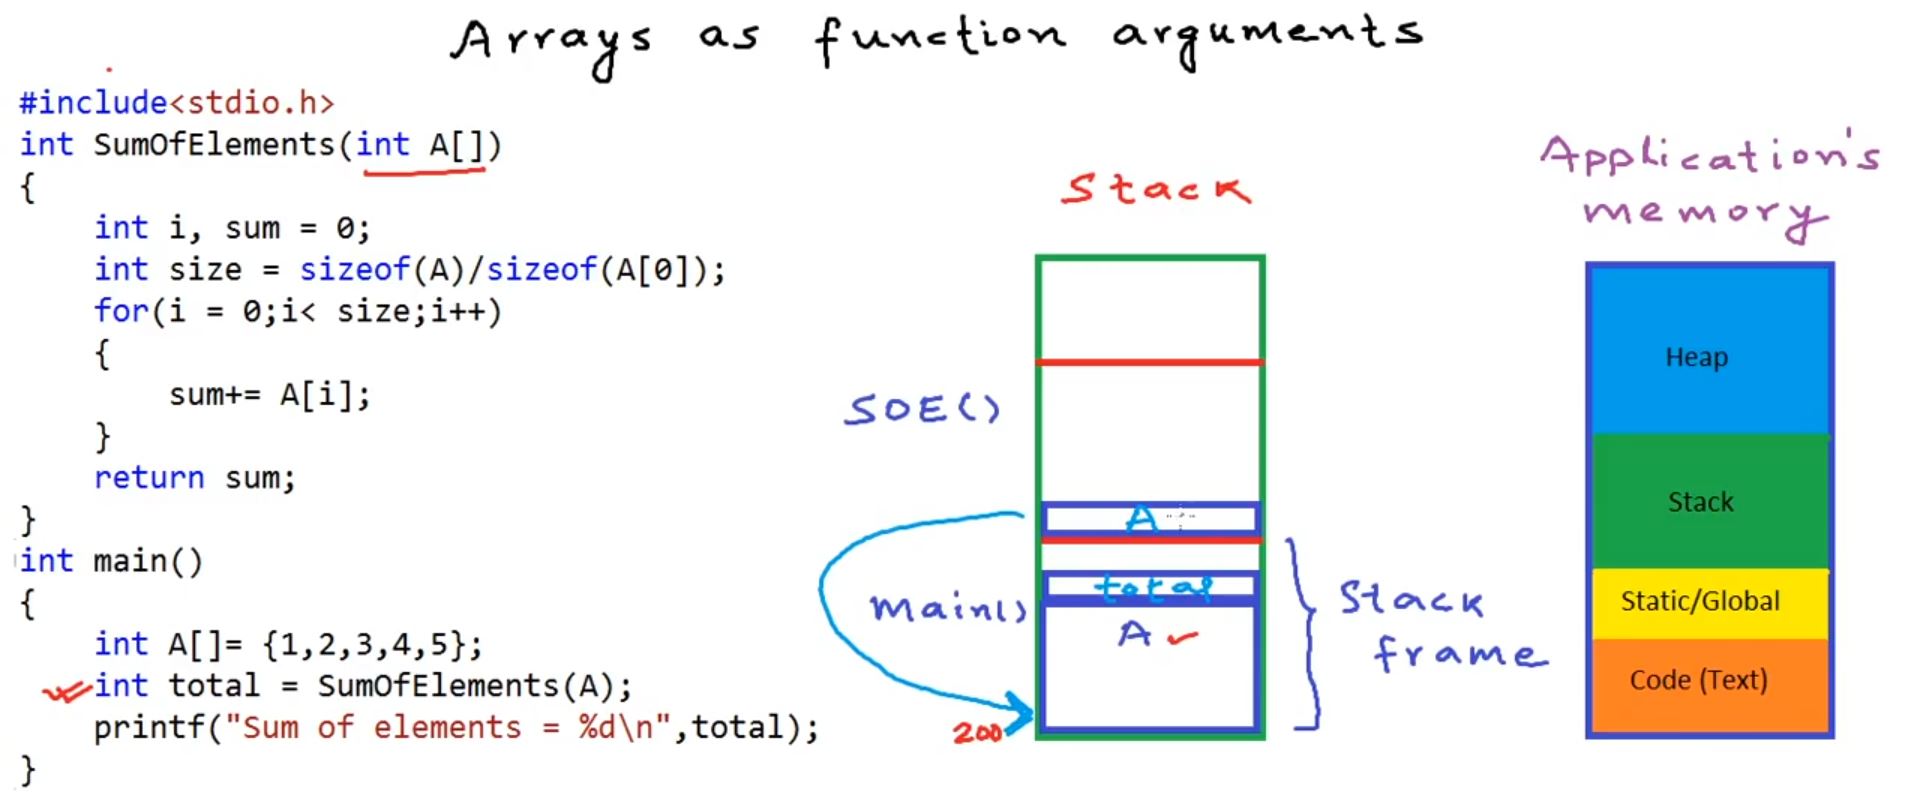 Arrays as function arguments
#include<stdio.h>
int SumOfElements(int A[])
{
    int i, sum = 0;
    int size = sizeof(A)/sizeof(A[0]);
    for(i = 0;i< size;i++)
    {
        sum+= A[i];
    }
    return sum;
}
int main()
{
    int A[]= {1,2,3,4,5};
    int total = SumOfElements(A);
    printf("Sum of elements = %d\n",total);
}
Stack
SOE()
A
main()
total
A
200
Stack
frame
Application's
memory
Heap
Stack
Static/Global
Code (Text)